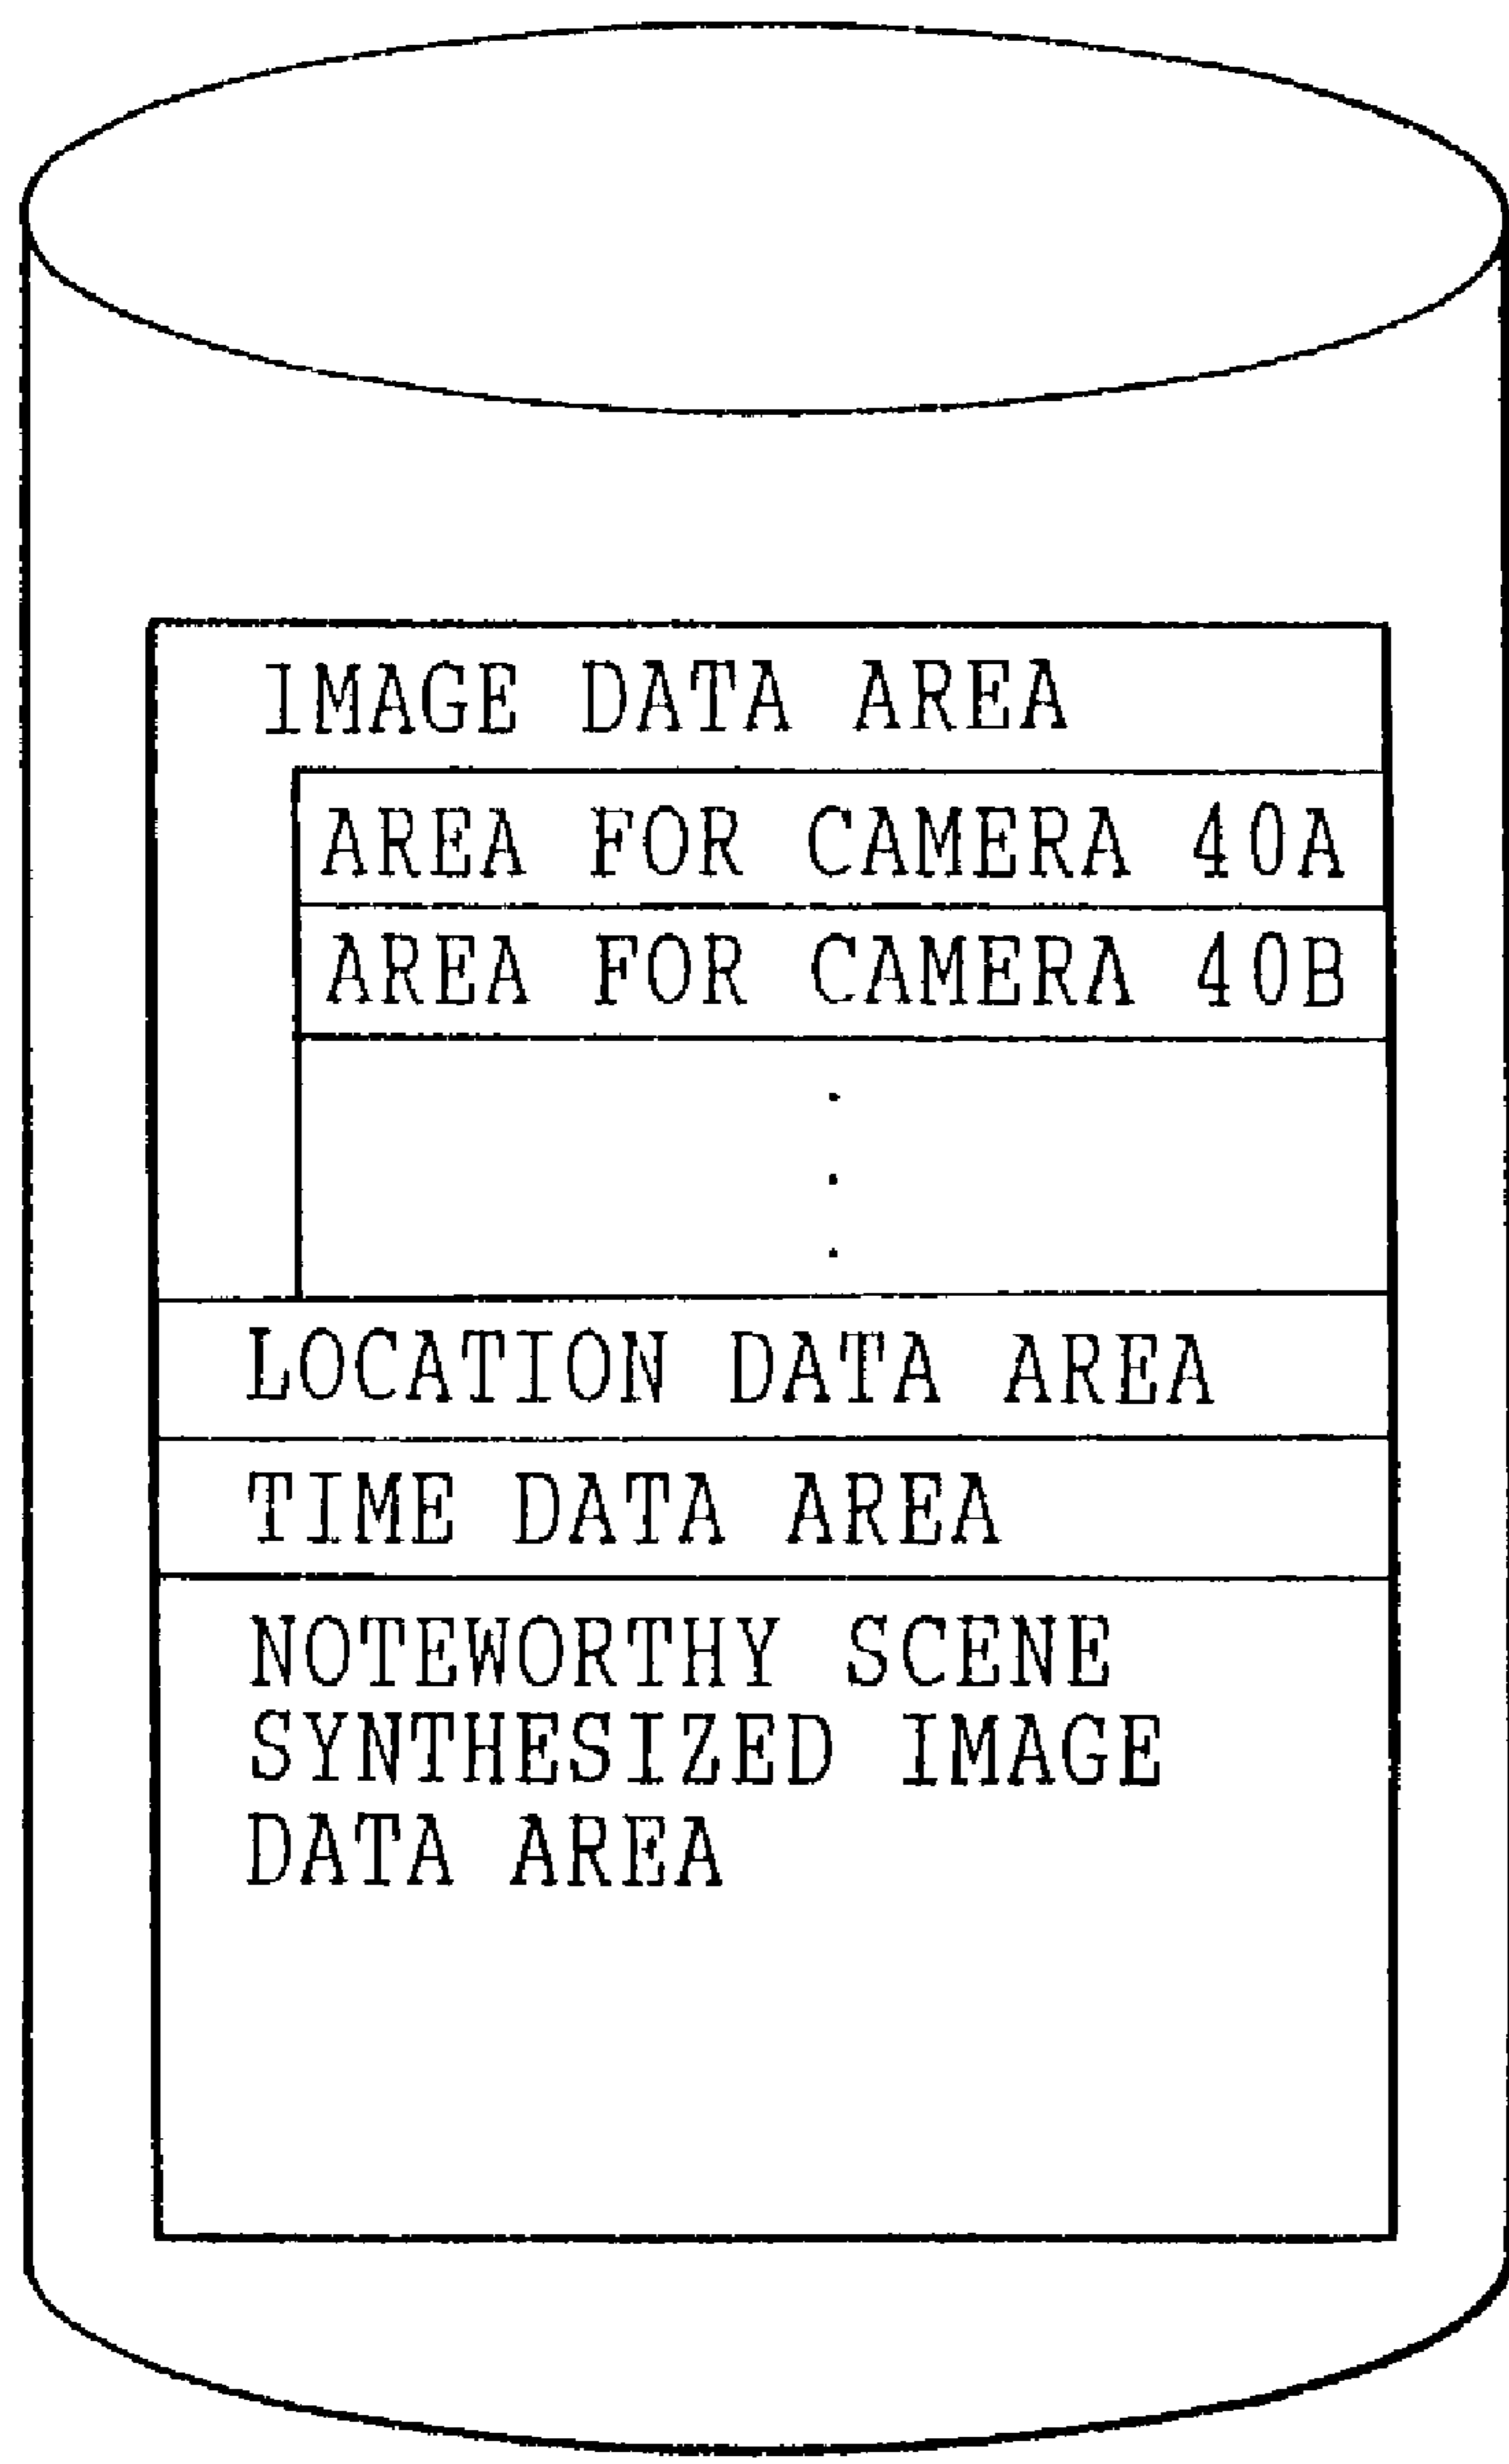 IMAGE DATA AREA
AREA FOR CAMERA 40A
AREA FOR CAMERA 40B
LOCATION DATA AREA
TIME DATA AREA
NOTEWORTHY SCENE
SYNTHESIZED IMAGE
DATA AREA